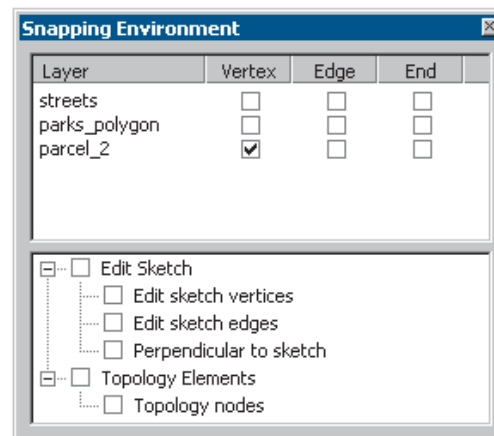 Snapping Environment
Layer Vertex Edge End
streets
parks_polygon
parcel_2
Edit Sketch
Edit sketch vertices
Edit sketch edges
Perpendicular to sketch
Topology Elements
Topology nodes